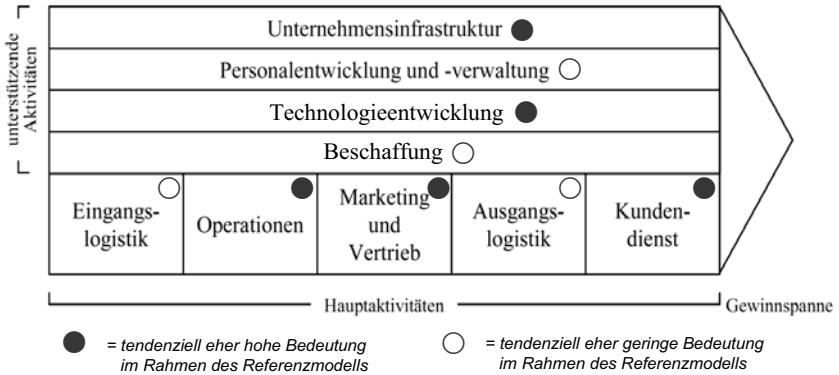 unterstützende
Aktivitäten
Unternehmensinfrastruktur
Personalentwicklung und -verwaltung
Technologieentwicklung
Beschaffung
Eingangs-
logistik
Operationen
Marketing
und
Vertrieb
Ausgangs-
logistik
Kunden-
dienst
Hauptaktivitäten
Gewinnspanne
= tendenziell eher hohe Bedeutung
im Rahmen des Referenzmodells
= tendenziell eher geringe Bedeutung
im Rahmen des Referenzmodells